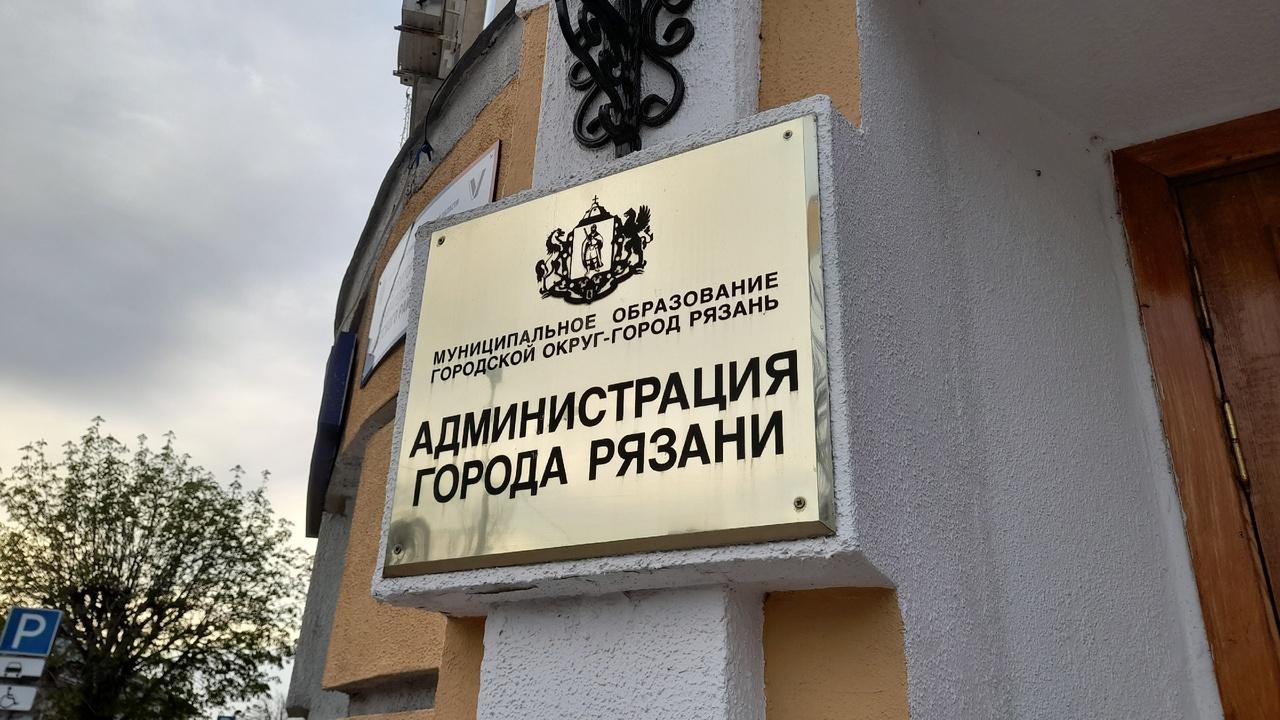 МУНИЦИПАЛЬНОЕ ОБРАЗОВАНИЕ
ГОРОДСКОЙ ОКРУГ-ГОРОД РЯЗАНЬ
АДМИНИСТРАЦИЯ
ГОРОДА РЯЗАНИ
P